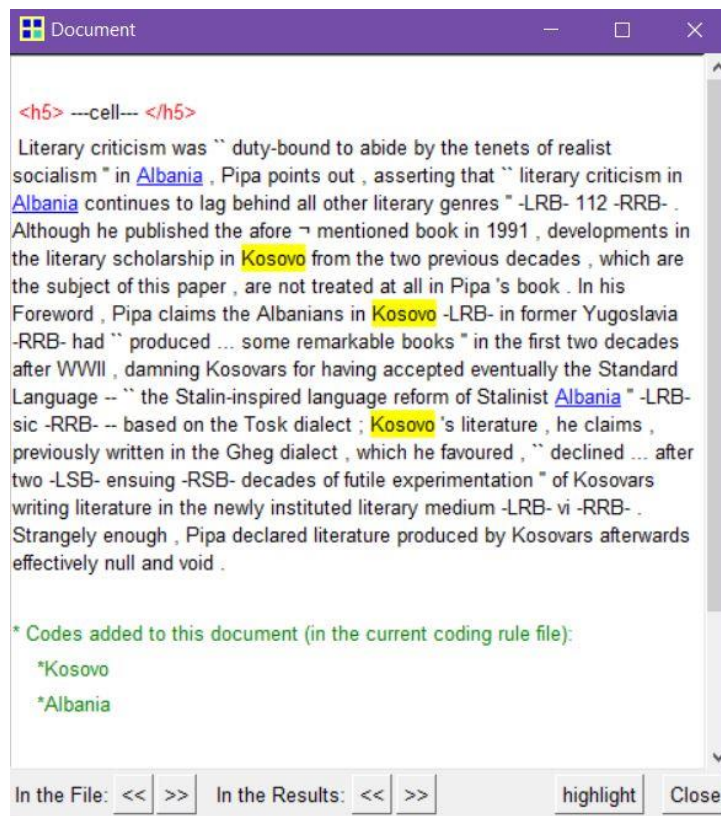 Document
<h5> ---cell--- </h5>
Literary criticism was `` duty-bound to abide by the tenets of realist
socialism '' in Albania , Pipa points out , asserting that `` literary criticism in
Albania continues to lag behind all other literary genres '' -LRB- 112 -RRB- .
Although he published the afore ¬ mentioned book in 1991 , developments in
the literary scholarship in Kosovo from the two previous decades , which are
the subject of this paper , are not treated at all in Pipa 's book . In his
Foreword , Pipa claims the Albanians in Kosovo -LRB- in former Yugoslavia
-RRB- had `` produced ... some remarkable books '' in the first two decades
after WWII , damning Kosovars for having accepted eventually the Standard
Language -- `` the Stalin-inspired language reform of Stalinist Albania '' -LRB-
sic -RRB- -- based on the Tosk dialect ; Kosovo 's literature , he claims ,
previously written in the Gheg dialect , which he favoured , `` declined ... after
two -LSB- ensuing -RSB- decades of futile experimentation '' of Kosovars
writing literature in the newly instituted literary medium -LRB- vi -RRB- .
Strangely enough , Pipa declared literature produced by Kosovars afterwards
effectively null and void .
* Codes added to this document (in the current coding rule file):
*Kosovo
*Albania
In the File: << >> In the Results: << >> highlight Close